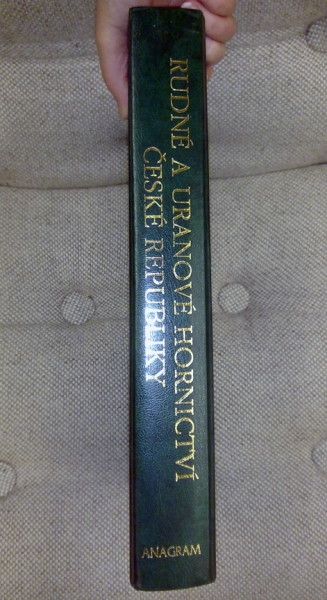 RUDNÉ A URANOVÉ HORNICTVÍ
ČESKÉ REPUBLIKY
ANAGRAM